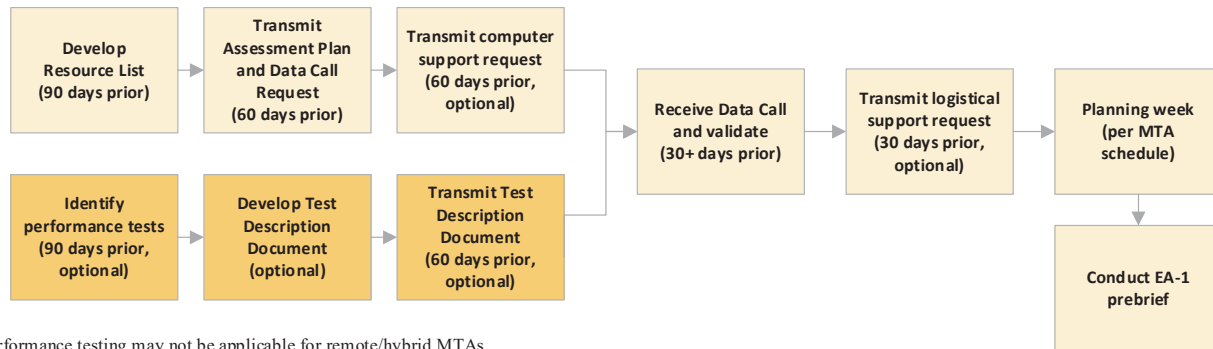 Develop
Resource List
(90 days prior)
Transmit
Assessment Plan
and Data Call
Request
(60 days prior)
Transmit computer
support request
(60 days prior,
optional)
Receive Data Call
and validate
(30+ days prior)
Transmit logistical
support request
(30 days prior,
optional)
Planning week
(per MTA
schedule)
Identify
performance tests
(90 days prior,
optional)
Develop Test
Description
Document
(optional)
Transmit Test
Description
Document
(60 days prior,
optional)
Conduct EA-1
prebrief
rformance testing may not be applicable for remote/hybrid MTAs